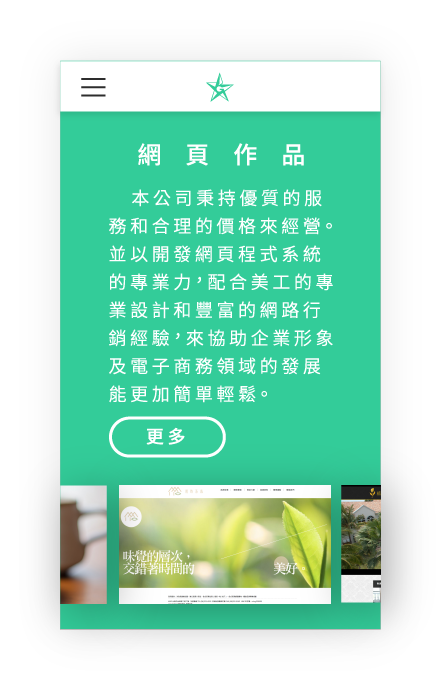 網頁作品
本公司秉持優質的服
務和合理的價格來經營。
並以開發網頁程式系統
的專業力,配合美工的專
業設計和豐富的網路行
銷經驗,來協助企業形象
及電子商務領域的發展
能更加簡單輕鬆。
更多
味覺的層次,
交錯著時間的
美好。